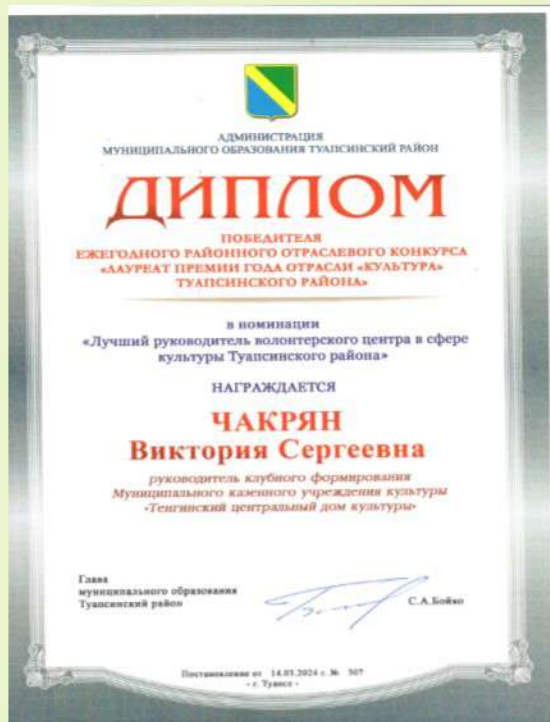 АДМИНИСТРАЦИЯ
МУНИЦИПАЛЬНОГО ОБРАЗОВАНИЯ ТУАПСИНСКИЙ РАЙОН
ДИПЛОМ
ПОБЕДИТЕЛЯ
ЕЖЕГОДНОГО РАЙОННОГО ОТРАСЛЕВОГО КОНКУРСА
«ЛАУРЕАТ ПРЕМИИ ГОДА ОТРАСЛИ «КУЛЬТУРА»
ТУАПСИНСКОГО РАЙОНА»
в номинации
«Лучший руководитель волонтерского центра в сфере
культуры Туапсинского района»
НАГРАЖДАЕТСЯ
ЧАКРЯН
Виктория Сергеевна
руководитель клубного формирования
Муниципального казенного учреждения культуры
«Тенгинский центральный дом культуры»
Глава
муниципального образования
Туапсинский район
С.А.Бойко
Постановление от 14.03.2024 г. № 507
- г. Туапсе -